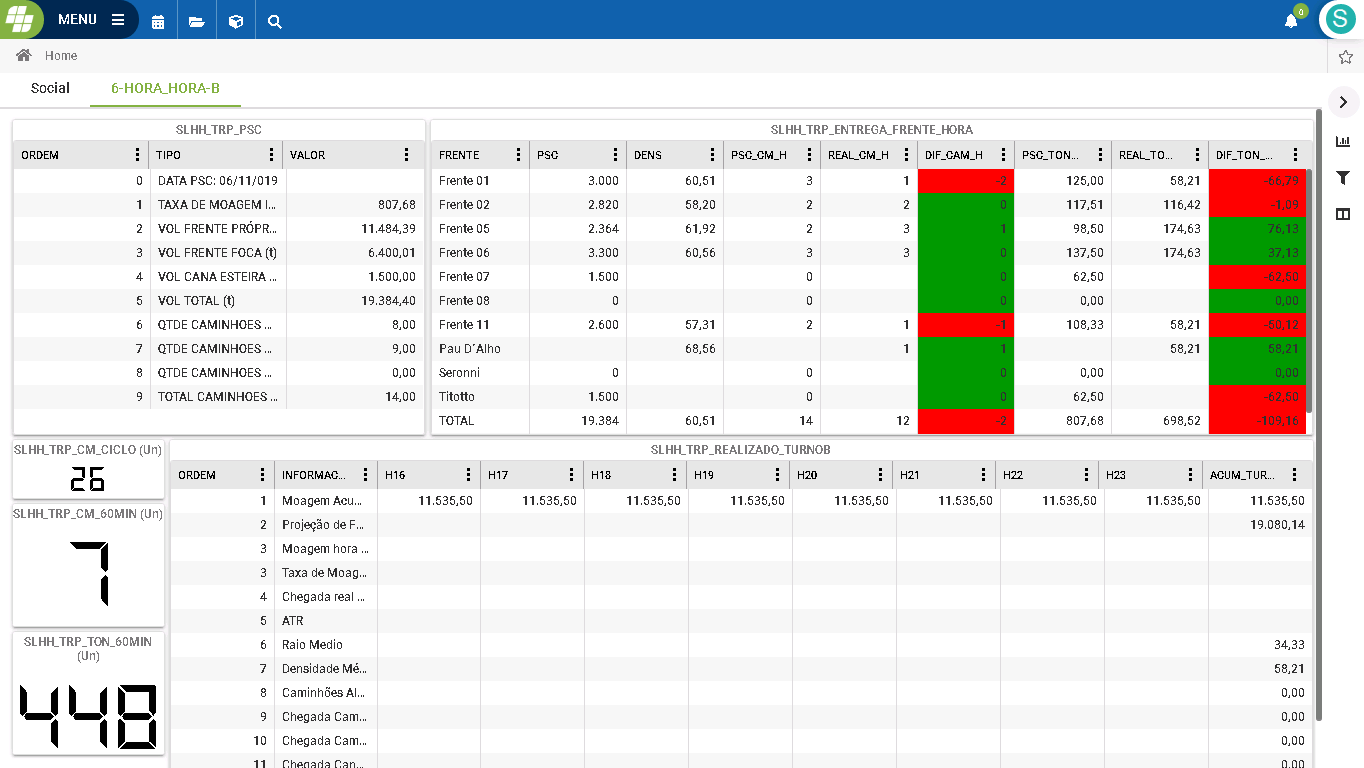 MENU
0
S
Home
Social 6-HORA_HORA-B
SLHH_TRP_PSC
ORDEM TIPO VALOR
0 DATA PSC: 06/11/019
1 TAXA DE MOAGEM I... 807,68
2 VOL FRENTE PRÓPR... 11.484,39
3 VOL FRENTE FOCA (t) 6.400,01
4 VOL CANA ESTEIRA ... 1.500,00
5 VOL TOTAL (t) 19.384,40
6 QTDE CAMINHOES ... 8,00
7 QTDE CAMINHOES ... 9,00
8 QTDE CAMINHOES ... 0,00
9 TOTAL CAMINHOES ... 14,00
SLHH_TRP_ENTREGA_FRENTE_HORA
FRENTE PSC DENS PSC_CM_H REAL_CM_H DIF_CAM_H PSC_TON... REAL_TO... DIF_TON_...
Frente 01 3.000 60,51 3 1 -2 125,00 58,21 -66,79
Frente 02 2.820 58,20 2 2 0 117,51 116,42 -1,09
Frente 05 2.364 61,92 2 3 1 98,50 174,63 76,13
Frente 06 3.300 60,56 3 3 0 137,50 174,63 37,13
Frente 07 1.500 0 0 62,50 -62,50
Frente 08 0 0 0 0,00 0,00
Frente 11 2.600 57,31 2 1 -1 108,33 58,21 -50,12
Pau D´Alho 68,56 1 1 58,21 58,21
Seronni 0 0 0 0,00 0,00
Titotto 1.500 0 0 62,50 -62,50
TOTAL 19.384 60,51 14 12 -2 807,68 698,52 -109,16
SLHH_TRP_CM_CICLO (Un)
26
SLHH_TRP_CM_60MIN (Un)
7
SLHH_TRP_TON_60MIN
(Un)
448
SLHH_TRP_REALIZADO_TURNOB
ORDEM INFORMAC... H16 H17 H18 H19 H20 H21 H22 H23 ACUM_TUR...
1 Moagem Acu... 11.535,50 11.535,50 11.535,50 11.535,50 11.535,50 11.535,50 11.535,50 11.535,50 11.535,50
2 Projeção de F... 19.080,14
3 Moagem hora ...
3 Taxa de Moag...
4 Chegada real ...
5 ATR
6 Raio Medio 34,33
7 Densidade Mé... 58,21
8 Caminhões Al... 0,00
9 Chegada Cam... 0,00
10 Chegada Cam... 0,00
11 Chegada Can... 0,00